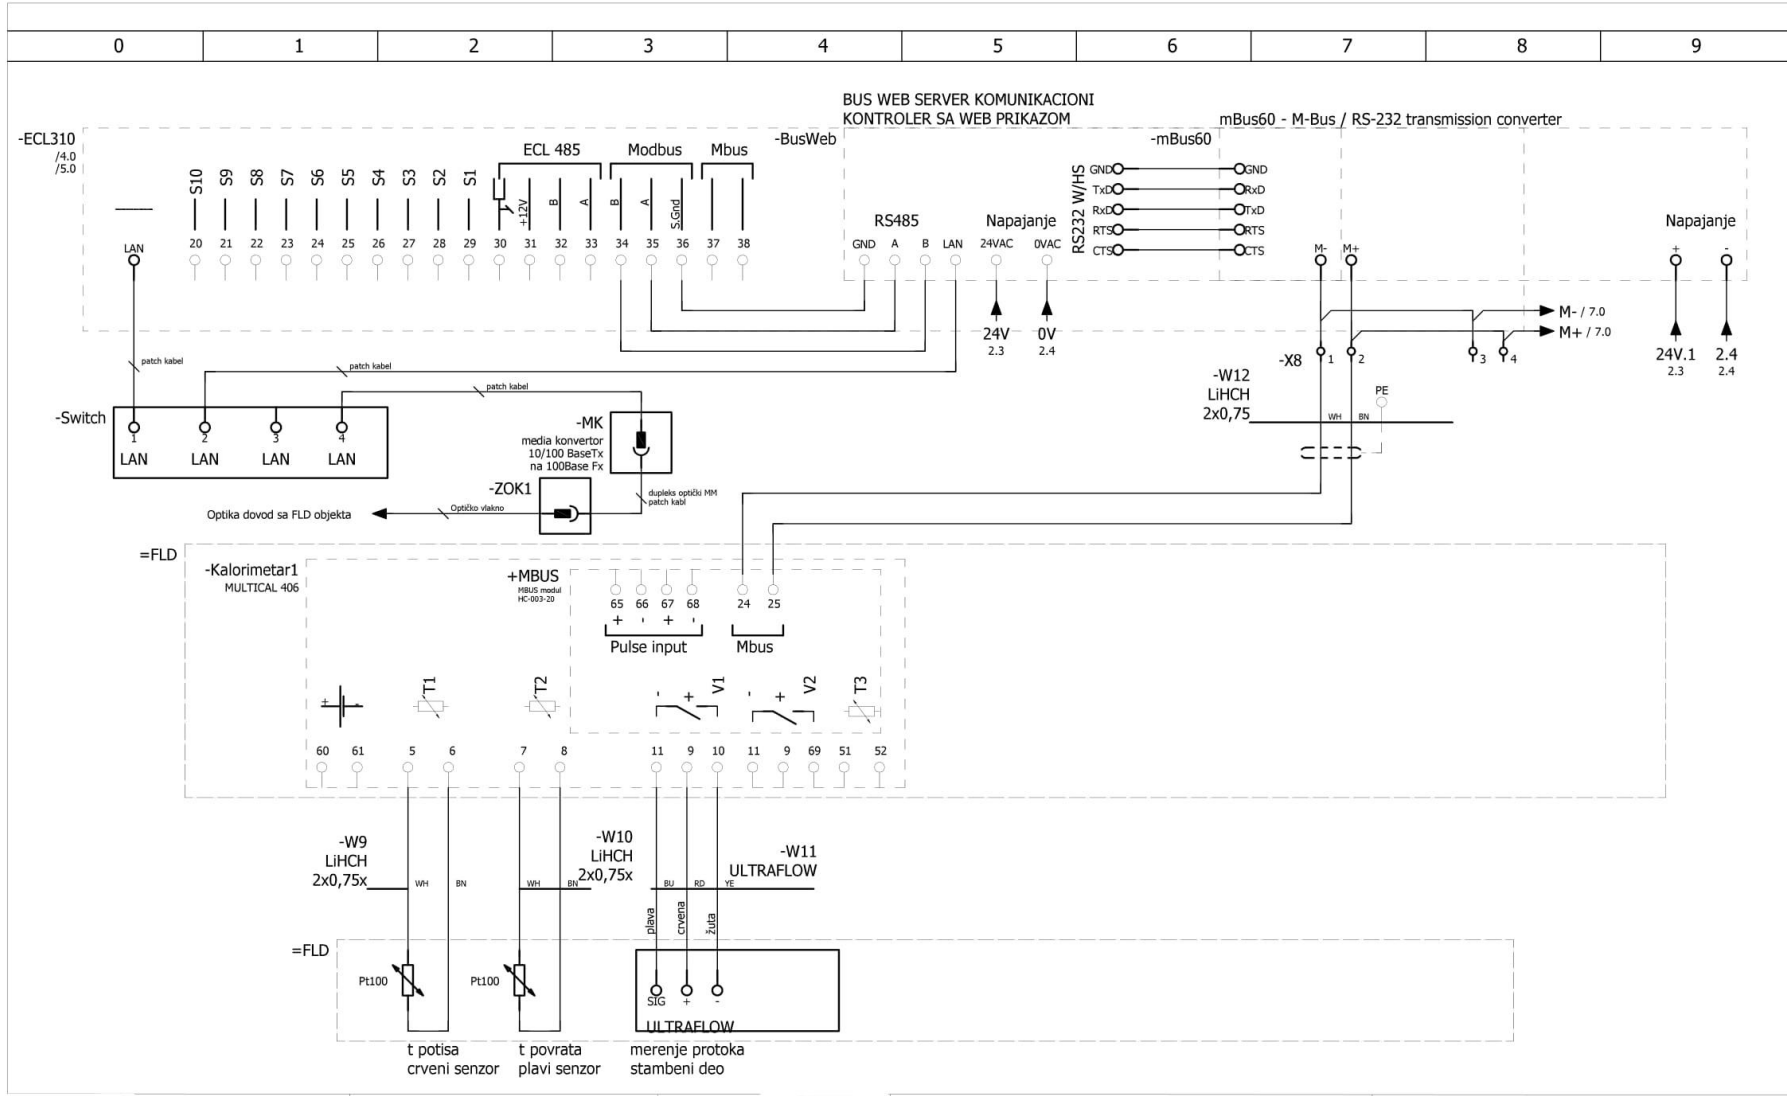 0 1 2 3 4 5 6 7 8 9
BUS WEB SERVER KOMUNIKACIONI
KONTROLER SA WEB PRIKAZOM
mBus60 - M-Bus / RS-232 transmission converter
-ECL310
/4.0
/5.0
ECL 485 Modbus Mbus
-BusWeb
-mBus60
S10 S9 S8 S7 S6 S5 S4 S3 S2 S1
+12V B A B A S.Gnd
LAN 20 21 22 23 24 25 26 27 28 29 30 31 32 33 34 35 36 37 38
RS485 Napajanje
GND A B LAN 24VAC 0VAC
RS232 W/HS
GND GND
TxD RxD
RxD TxD
RTS RTS
CTS CTS
M- M+
Napajanje
+ -
24V 0V
2.3 2.4
M- / 7.0
M+ / 7.0
24V.1 2.4
2.3 2.4
-X8 1 2 3 4
patch kabel
patch kabel
patch kabel
-W12
LiHCH
2x0,75
WH BN PE
-Switch
1 2 3 4
LAN LAN LAN LAN
-MK
media konvertor
10/100 BaseTx
na 100Base Fx
-ZOK1
dupleks optički MM
patch kabl
Optika dovod sa FLD objekta
Optičko vlakno
=FLD
-Kalorimetar1
MULTICAL 406
+MBUS
MBUS modul
HC-003-20
65 66 67 68 24 25
+ - + -
Pulse input Mbus
+ - T1 T2 - + V1 - + V2 T3
60 61 5 6 7 8 11 9 10 11 9 69 51 52
-W9
LiHCH
2x0,75x
WH BN
-W10
LiHCH
2x0,75x
WH BN
-W11
ULTRAFLOW
BU RD YE
plava crvena žuta
=FLD
Pt100 Pt100
SIG + -
ULTRAFLOW
t potisa
crveni senzor
t povrata
plavi senzor
merenje protoka
stambeni deo